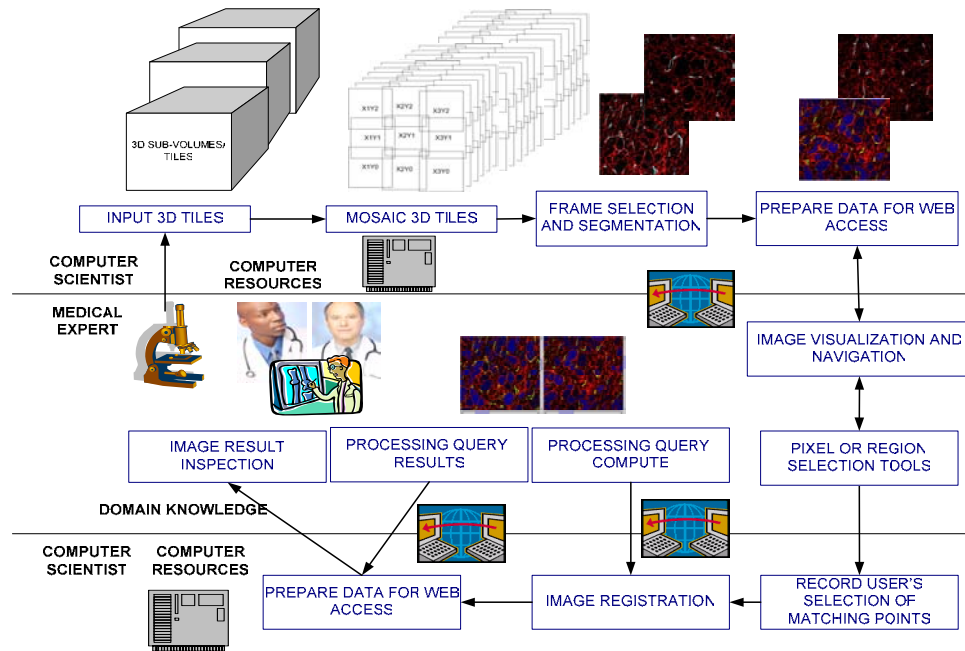 3D SUB-VOLUMES/
TILES
X1Y2
X2Y2
X3Y2
X1Y1
X2Y1
X3Y1
X1Y0
X2Y0
X3Y0
INPUT 3D TILES
MOSAIC 3D TILES
FRAME SELECTION
AND SEGMENTATION
PREPARE DATA FOR WEB
ACCESS
COMPUTER
SCIENTIST
COMPUTER
RESOURCES
MEDICAL
EXPERT
IMAGE VISUALIZATION AND
NAVIGATION
IMAGE RESULT
INSPECTION
PROCESSING QUERY
RESULTS
PROCESSING QUERY
COMPUTE
PIXEL OR REGION
SELECTION TOOLS
DOMAIN KNOWLEDGE
COMPUTER
SCIENTIST
COMPUTER
RESOURCES
PREPARE DATA FOR WEB
ACCESS
IMAGE REGISTRATION
RECORD USER'S
SELECTION OF
MATCHING POINTS